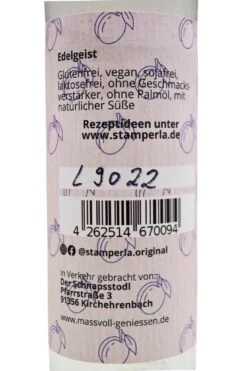 Edelgeist
Glutenfrei, vegan, sojafrei,
laktosefrei, ohne Geschmacks-
verstärker, ohne Palmöl, mit
natürlicher Süße
Rezeptideen unter
www.stamperla.de
L9022
4 262514 670094
@stamperla.original
In Verkehr gebracht von:
Der Schnapsstodl
Pfarrstraße 3
91356 Kirchehrenbach
www.massvoll-geniessen.de